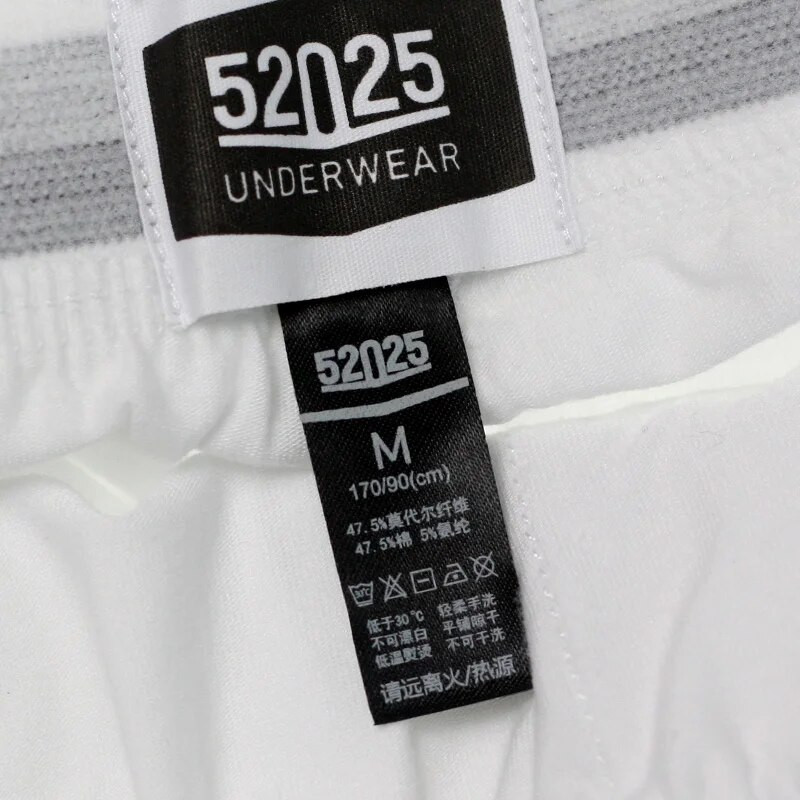 52025
UNDERWEAR
52025
M
170/90(cm)
47.5%莫代尔纤维
47.5%棉 5%氨纶
30℃
低于30℃ 轻柔手洗
不可漂白 平铺晾干
低温熨烫 不可干洗
请远离火/热源